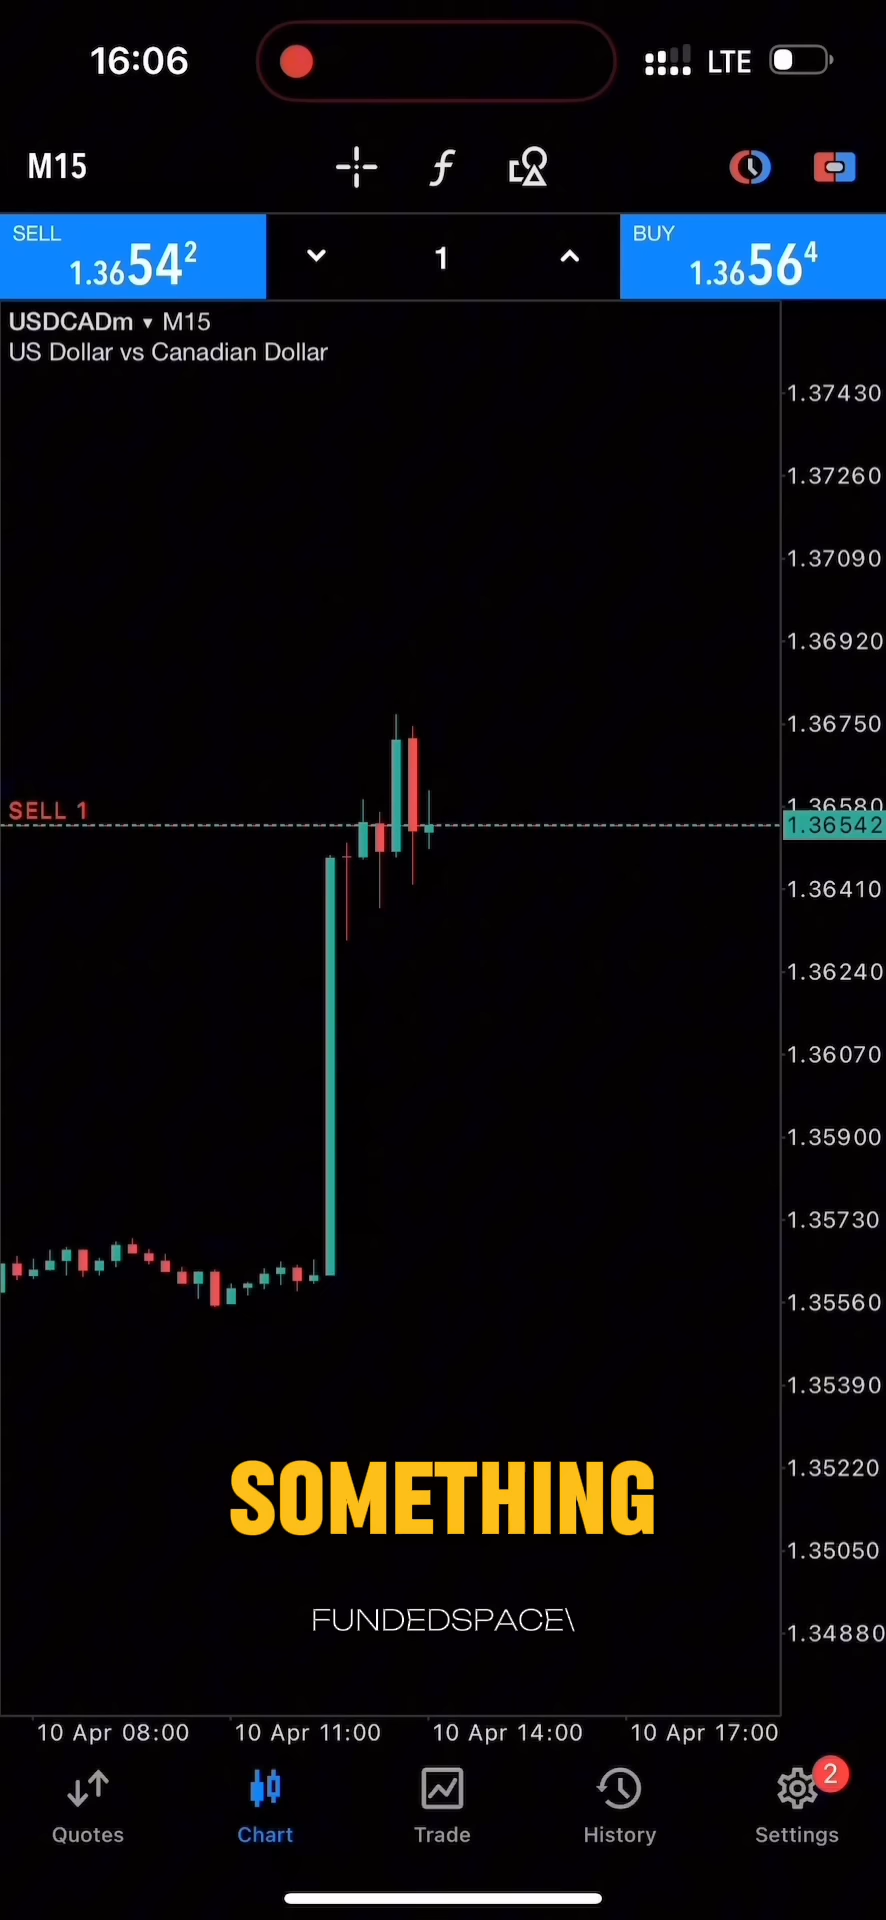 16:06
LTE
M15
SELL
1.36542
1
BUY
1.36564
USDCADm ▾ M15
US Dollar vs Canadian Dollar
1.37430
1.37260
1.37090
1.36920
1.36750
1.36580
SELL 1
1.36542
1.36410
1.36240
1.36070
1.35900
1.35730
1.35560
1.35390
1.35220
SOMETHING
1.35050
FUNDEDSPACE\
1.34880
10 Apr 08:00 10 Apr 11:00 10 Apr 14:00 10 Apr 17:00
2
Quotes Chart Trade History Settings